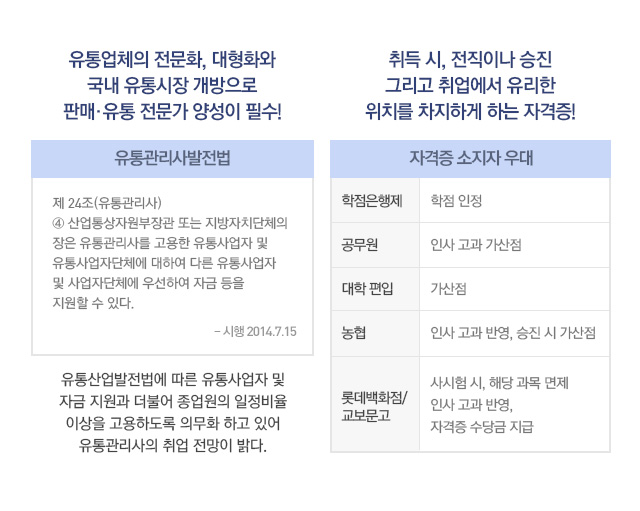 유통업체의 전문화, 대형화와
국내 유통시장 개방으로
판매·유통 전문가 양성이 필수!
유통관리사발전법
제 24조(유통관리사)
④ 산업통상자원부장관 또는 지방자치단체의
장은 유통관리사를 고용한 유통사업자 및
유통사업자단체에 대하여 다른 유통사업자
및 사업자단체에 우선하여 자금 등을
지원할 수 있다.
– 시행 2014.7.15
유통산업발전법에 따른 유통사업자 및
자금 지원과 더불어 종업원의 일정비율
이상을 고용하도록 의무화 하고 있어
유통관리사의 취업 전망이 밝다.
취득 시, 전직이나 승진
그리고 취업에서 유리한
위치를 차지하게 하는 자격증!
자격증 소지자 우대
학점은행제 학점 인정
공무원 인사 고과 가산점
대학 편입 가산점
농협 인사 고과 반영, 승진 시 가산점
롯데백화점/
교보문고
사시험 시, 해당 과목 면제
인사 고과 반영,
자격증 수당금 지급